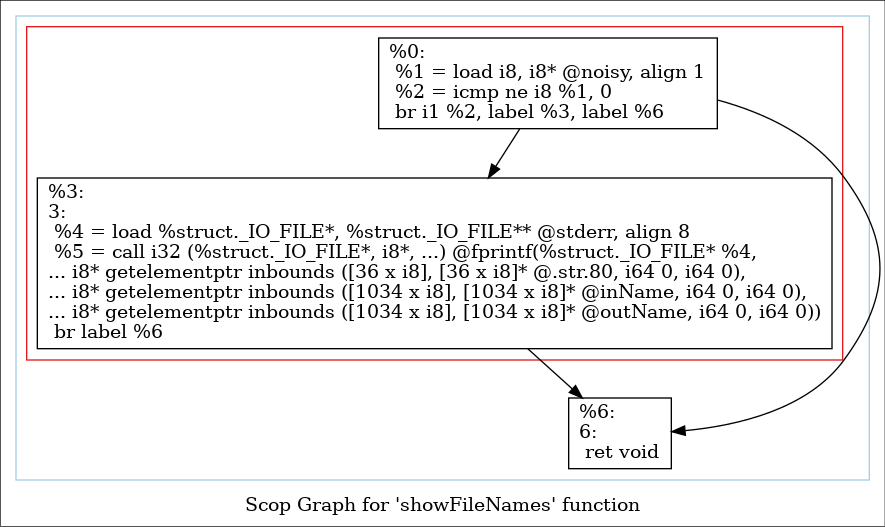 %0:
%1 = load i8, i8* @noisy, align 1
%2 = icmp ne i8 %1, 0
br i1 %2, label %3, label %6
%3:
3:
%4 = load %struct._IO_FILE*, %struct._IO_FILE** @stderr, align 8
%5 = call i32 (%struct._IO_FILE*, i8*, ...) @fprintf(%struct._IO_FILE* %4,
... i8* getelementptr inbounds ([36 x i8], [36 x i8]* @.str.80, i64 0, i64 0),
... i8* getelementptr inbounds ([1034 x i8], [1034 x i8]* @inName, i64 0, i64 0),
... i8* getelementptr inbounds ([1034 x i8], [1034 x i8]* @outName, i64 0, i64 0))
br label %6
%6:
6:
ret void
Scop Graph for 'showFileNames' function